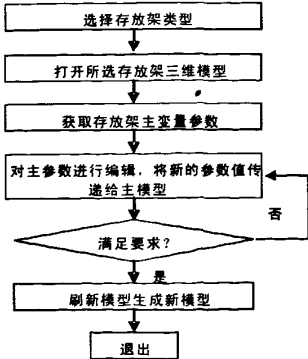 选择存放架类型
打开所选存放架三维模型
获取存放架主变量参数
对主参数进行编辑，将新的参数值传
递给主模型
否
满足要求？
是
刷新模型生成新模型
退出